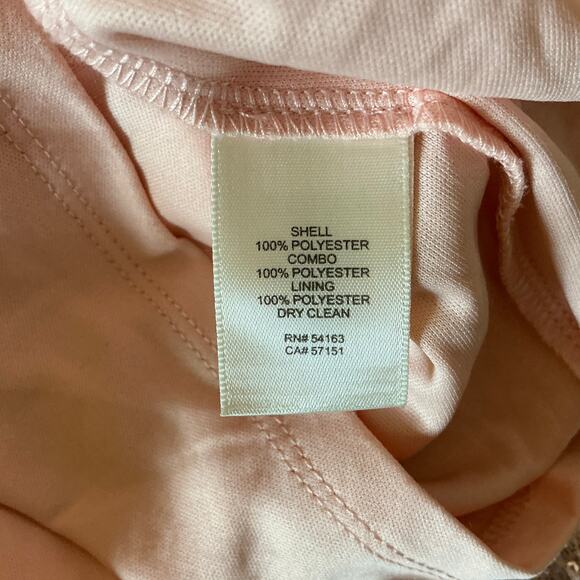 SHELL
100% POLYESTER
COMBO
100% POLYESTER
LINING
100% POLYESTER
DRY CLEAN
RN# 54163
CA# 57151